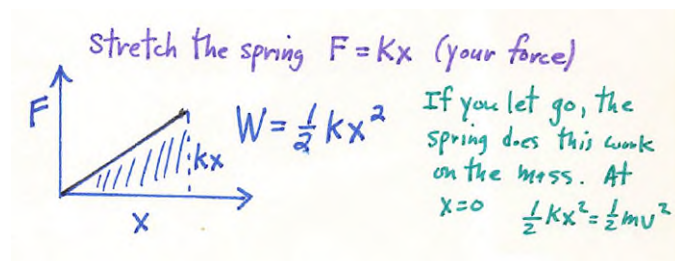 Stretch the spring F = Kx (your force)
F
kx
x
W = ½ kx²
If you let go, the
spring does this work
on the mass. At
x=0 ½ kx² = ½ mv²